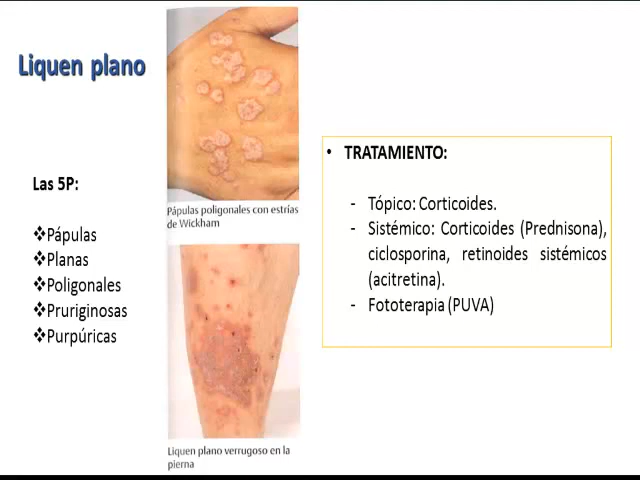 Liquen plano
Las 5P:
❖Pápulas
❖Planas
❖Poligonales
❖Pruriginosas
❖Purpúricas
Pápulas poligonales con estrías
de Wickham
Liquen plano verrugoso en la
pierna
• TRATAMIENTO:
- Tópico: Corticoides.
- Sistémico: Corticoides (Prednisona),
ciclosporina, retinoides sistémicos
(acitretina).
- Fototerapia (PUVA)